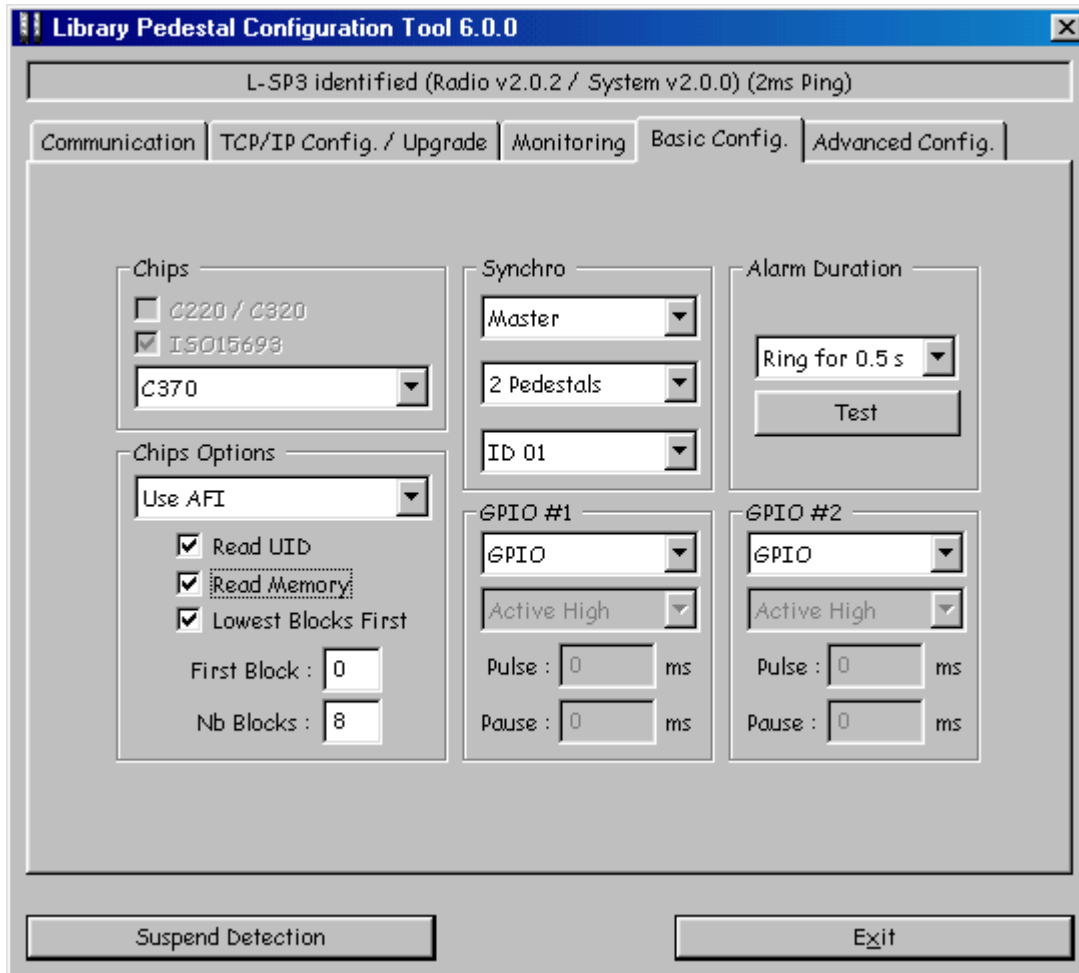 Library Pedestal Configuration Tool 6.0.0
L-SP3 identified (Radio v2.0.2 / System v2.0.0) (2ms Ping)
Communication
TCP/IP Config. / Upgrade
Monitoring
Basic Config.
Advanced Config.
Chips
C220 / C320
ISO15693
C370
Chips Options
Use AFI
Read UID
Read Memory
Lowest Blocks First
First Block : 0
Nb Blocks : 8
Synchro
Master
2 Pedestals
ID 01
Alarm Duration
Ring for 0.5 s
Test
GPIO #1
GPIO
Active High
Pulse : 0 ms
Pause : 0 ms
GPIO #2
GPIO
Active High
Pulse : 0 ms
Pause : 0 ms
Suspend Detection
Exit